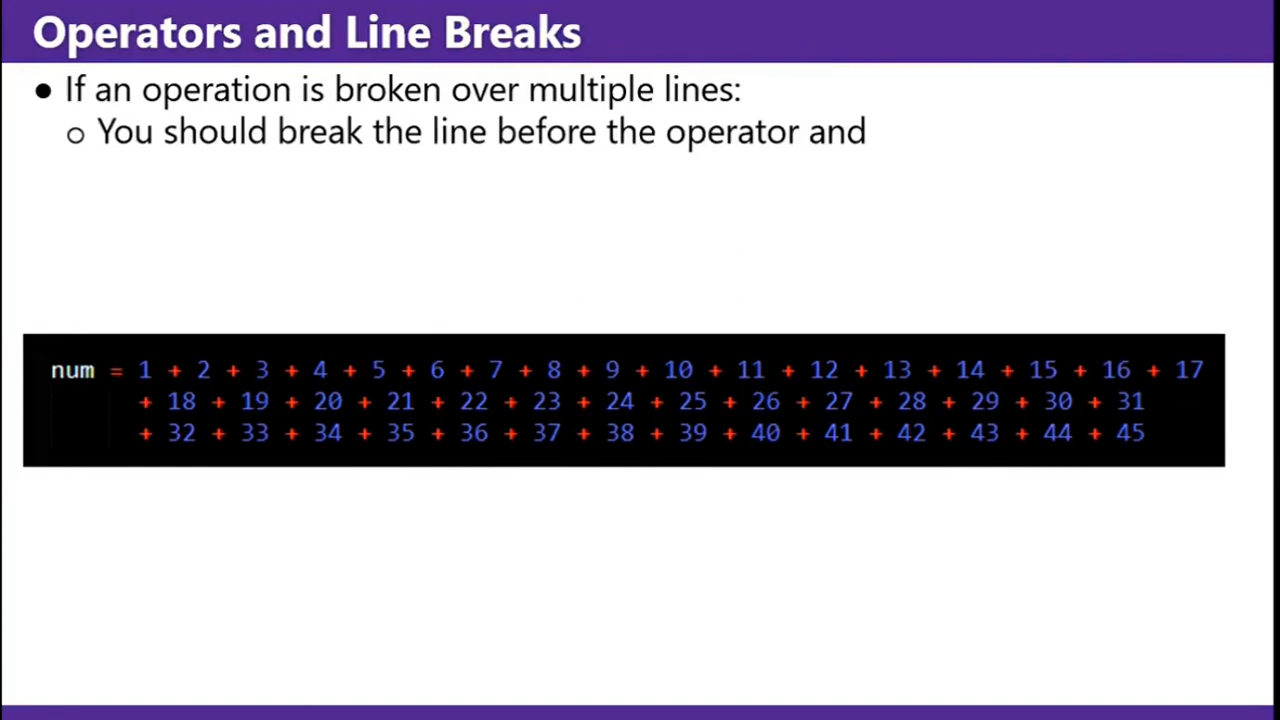 Operators and Line Breaks
● If an operation is broken over multiple lines:
○ You should break the line before the operator and
num = 1 + 2 + 3 + 4 + 5 + 6 + 7 + 8 + 9 + 10 + 11 + 12 + 13 + 14 + 15 + 16 + 17
+ 18 + 19 + 20 + 21 + 22 + 23 + 24 + 25 + 26 + 27 + 28 + 29 + 30 + 31
+ 32 + 33 + 34 + 35 + 36 + 37 + 38 + 39 + 40 + 41 + 42 + 43 + 44 + 45